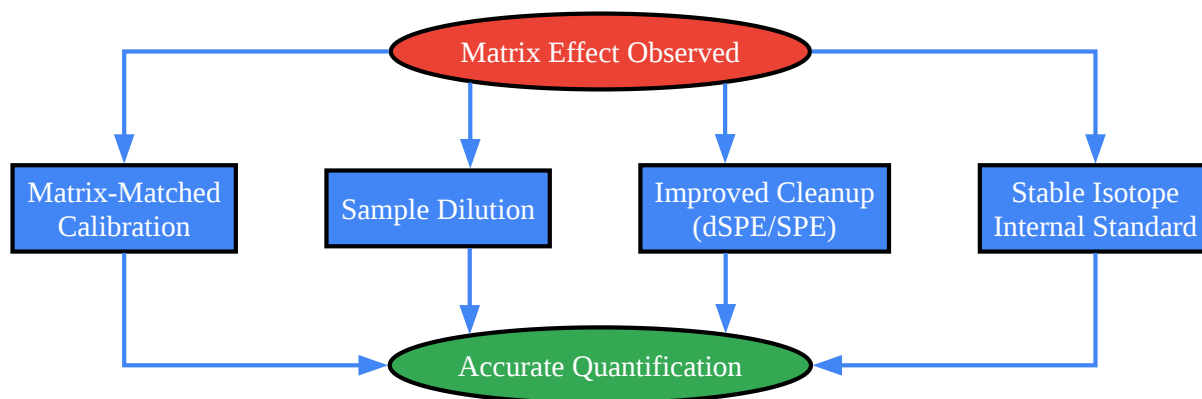 Matrix Effect Observed
Matrix-Matched
Calibration
Sample Dilution
Improved Cleanup
(dSPE/SPE)
Stable Isotope
Internal Standard
Accurate Quantification